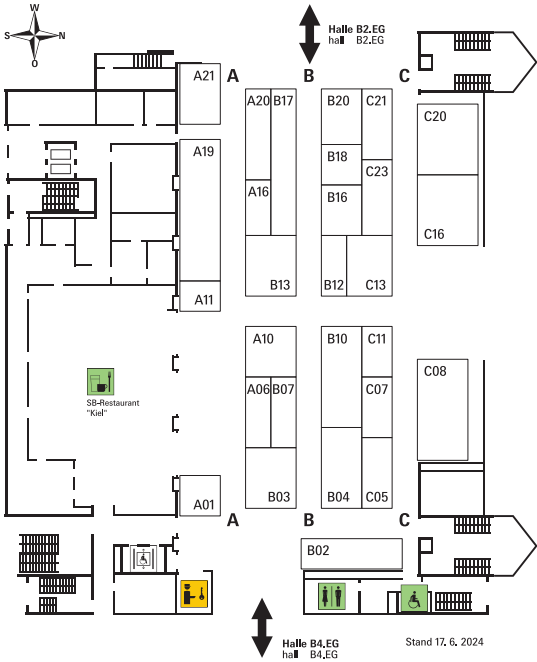 W
S N
O
Halle B2.EG
hall B2.EG
A B C
A21
A20 B17 B20 C21
C20
A19
B18
C23
A16
B16
C16
B13 B12 C13
A11
A10 B10 C11
C08
A06 B07 C07
SB-Restaurant
"Kiel"
A01 B03 B04 C05
A B C
B02
Halle B4.EG
hall B4.EG
Stand 17. 6. 2024